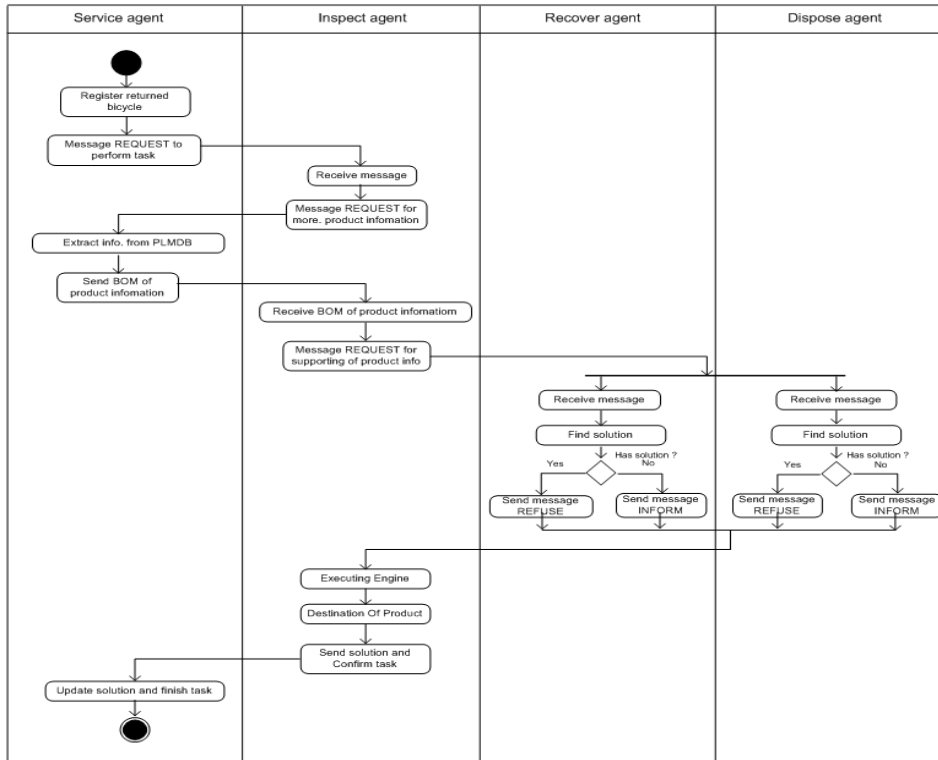 Service agent
Inspect agent
Recover agent
Dispose agent
Register returned
bicycle
Message REQUEST to
perform task
Receive message
Message REQUEST for
more. product infomation
Extract info. from PLMDB
Send BOM of
product infomation
Receive BOM of product infomatiom
Message REQUEST for
supporting of product info
Receive message
Receive message
Find solution
Find solution
Has solution ?
Yes
No
Has solution ?
Yes
No
Send message
REFUSE
Send message
INFORM
Send message
REFUSE
Send message
INFORM
Executing Engine
Destination Of Product
Send solution and
Confirm task
Update solution and finish task